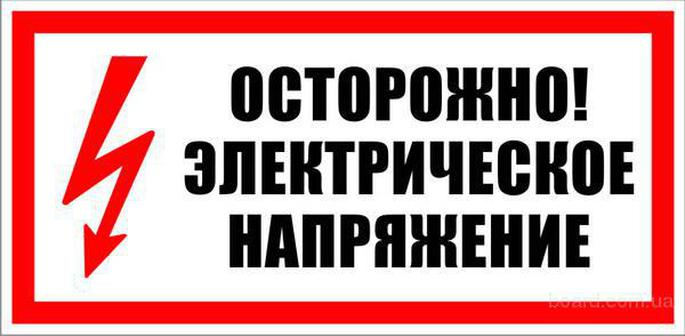 ОСТОРОЖНО!
ЭЛЕКТРИЧЕСКОЕ
НАПРЯЖЕНИЕ
board.com.ua